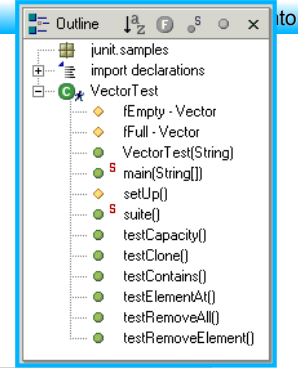 Outline
nto
junit.samples
import declarations
VectorTest
fEmpty - Vector
fFull - Vector
VectorTest(String)
S main(String[])
setUp()
S suite()
testCapacity()
testClone()
testContains()
testElementAt()
testRemoveAll()
testRemoveElement()